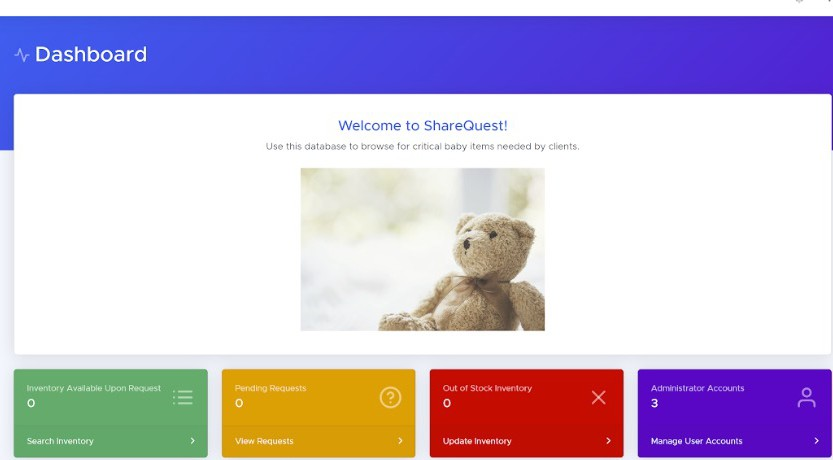 Dashboard
Welcome to ShareQuest!
Use this database to browse for critical baby items needed by clients.
Inventory Available Upon Request
0
Search Inventory
Pending Requests
0
View Requests
Out of Stock Inventory
0
Update Inventory
Administrator Accounts
3
Manage User Accounts